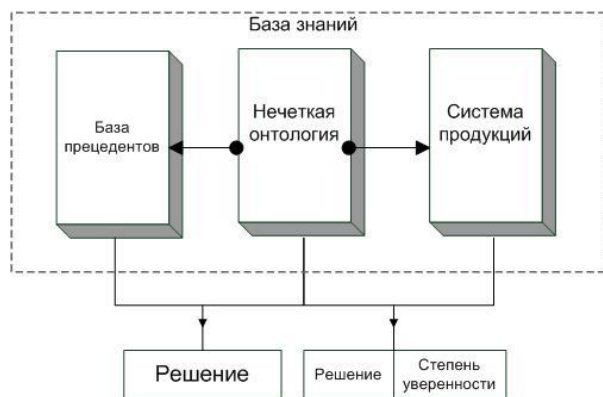 База знаний
База
прецедентов
Нечеткая
онтология
Система
продукций
Решение
Решение
Степень
уверенности